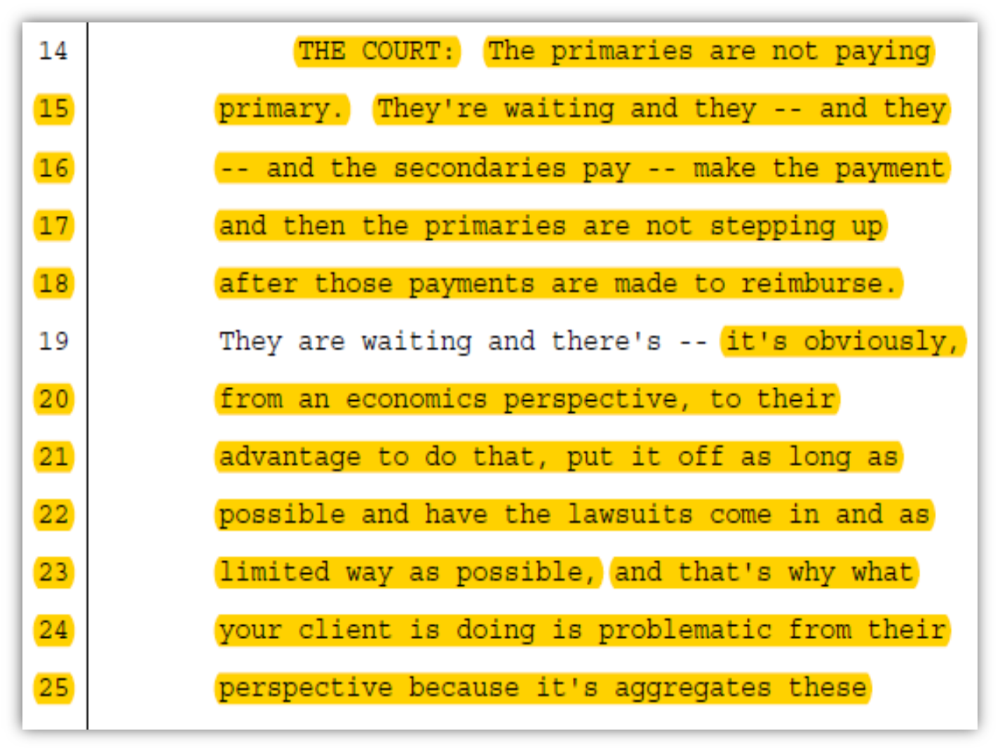 14 THE COURT: The primaries are not paying
15 primary. They're waiting and they -- and they
16 -- and the secondaries pay -- make the payment
17 and then the primaries are not stepping up
18 after those payments are made to reimburse.
19 They are waiting and there's -- it's obviously,
20 from an economics perspective, to their
21 advantage to do that, put it off as long as
22 possible and have the lawsuits come in and as
23 limited way as possible, and that's why what
24 your client is doing is problematic from their
25 perspective because it's aggregates these